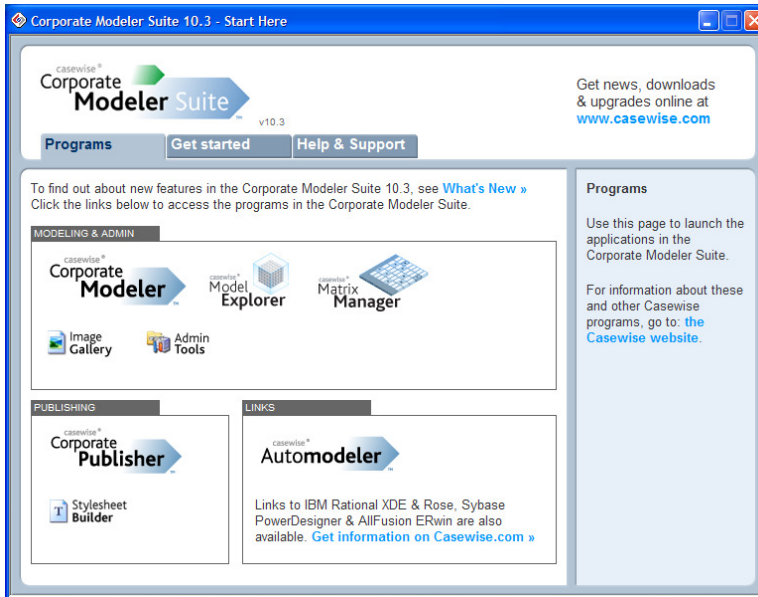 Corporate Modeler Suite 10.3 - Start Here
casewise®
Corporate
Modeler Suite™
v10.3
Get news, downloads
& upgrades online at
www.casewise.com
Programs
Get started
Help & Support
To find out about new features in the Corporate Modeler Suite 10.3, see What's New »
Click the links below to access the programs in the Corporate Modeler Suite.
MODELING & ADMIN
casewise®
Corporate
Modeler™
casewise®
Model
Explorer
casewise®
Matrix
Manager
Image
Gallery
Admin
Tools
PUBLISHING
casewise®
Corporate
Publisher™
T
Stylesheet
Builder
LINKS
casewise®
Automodeler™
Links to IBM Rational XDE & Rose, Sybase
PowerDesigner & AllFusion ERwin are also
available. Get information on Casewise.com »
Programs
Use this page to launch the
applications in the
Corporate Modeler Suite.
For information about these
and other Casewise
programs, go to: the
Casewise website.